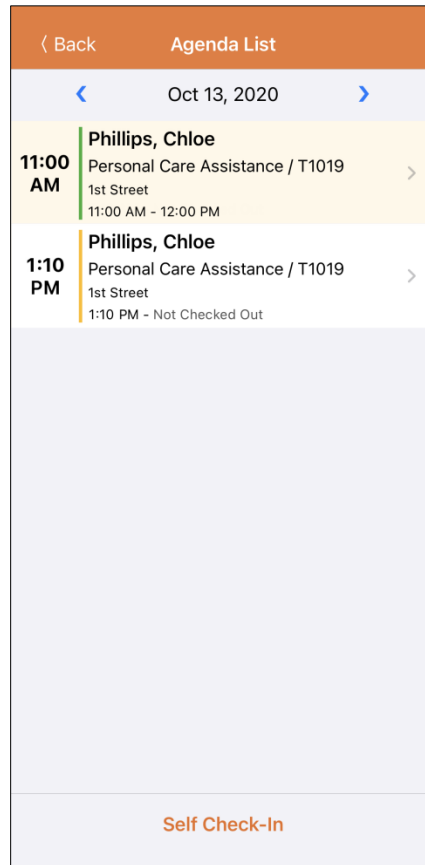 Back
Agenda List
Oct 13, 2020
11:00 AM
Phillips, Chloe
Personal Care Assistance / T1019
1st Street
11:00 AM - 12:00 PM
1:10 PM
Phillips, Chloe
Personal Care Assistance / T1019
1st Street
1:10 PM - Not Checked Out
Self Check-In